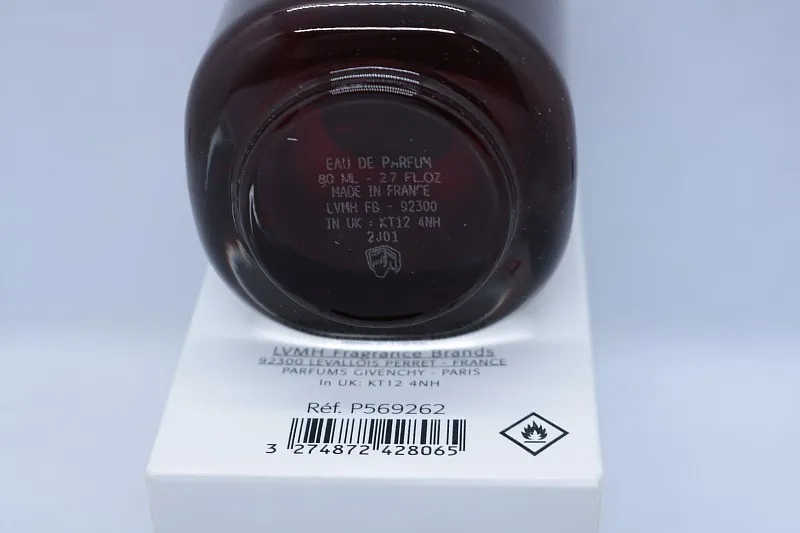 EAU DE PARFUM
80 ML - 2.7 FL.OZ
MADE IN FRANCE
LVMH FB - 92300
IN UK : KT12 4NH
2J01
LVMH Fragrance Brands
92300 LEVALLOIS PERRET - FRANCE
PARFUMS GIVENCHY - PARIS
In UK: KT12 4NH
Réf. P569262
3 274872 428065